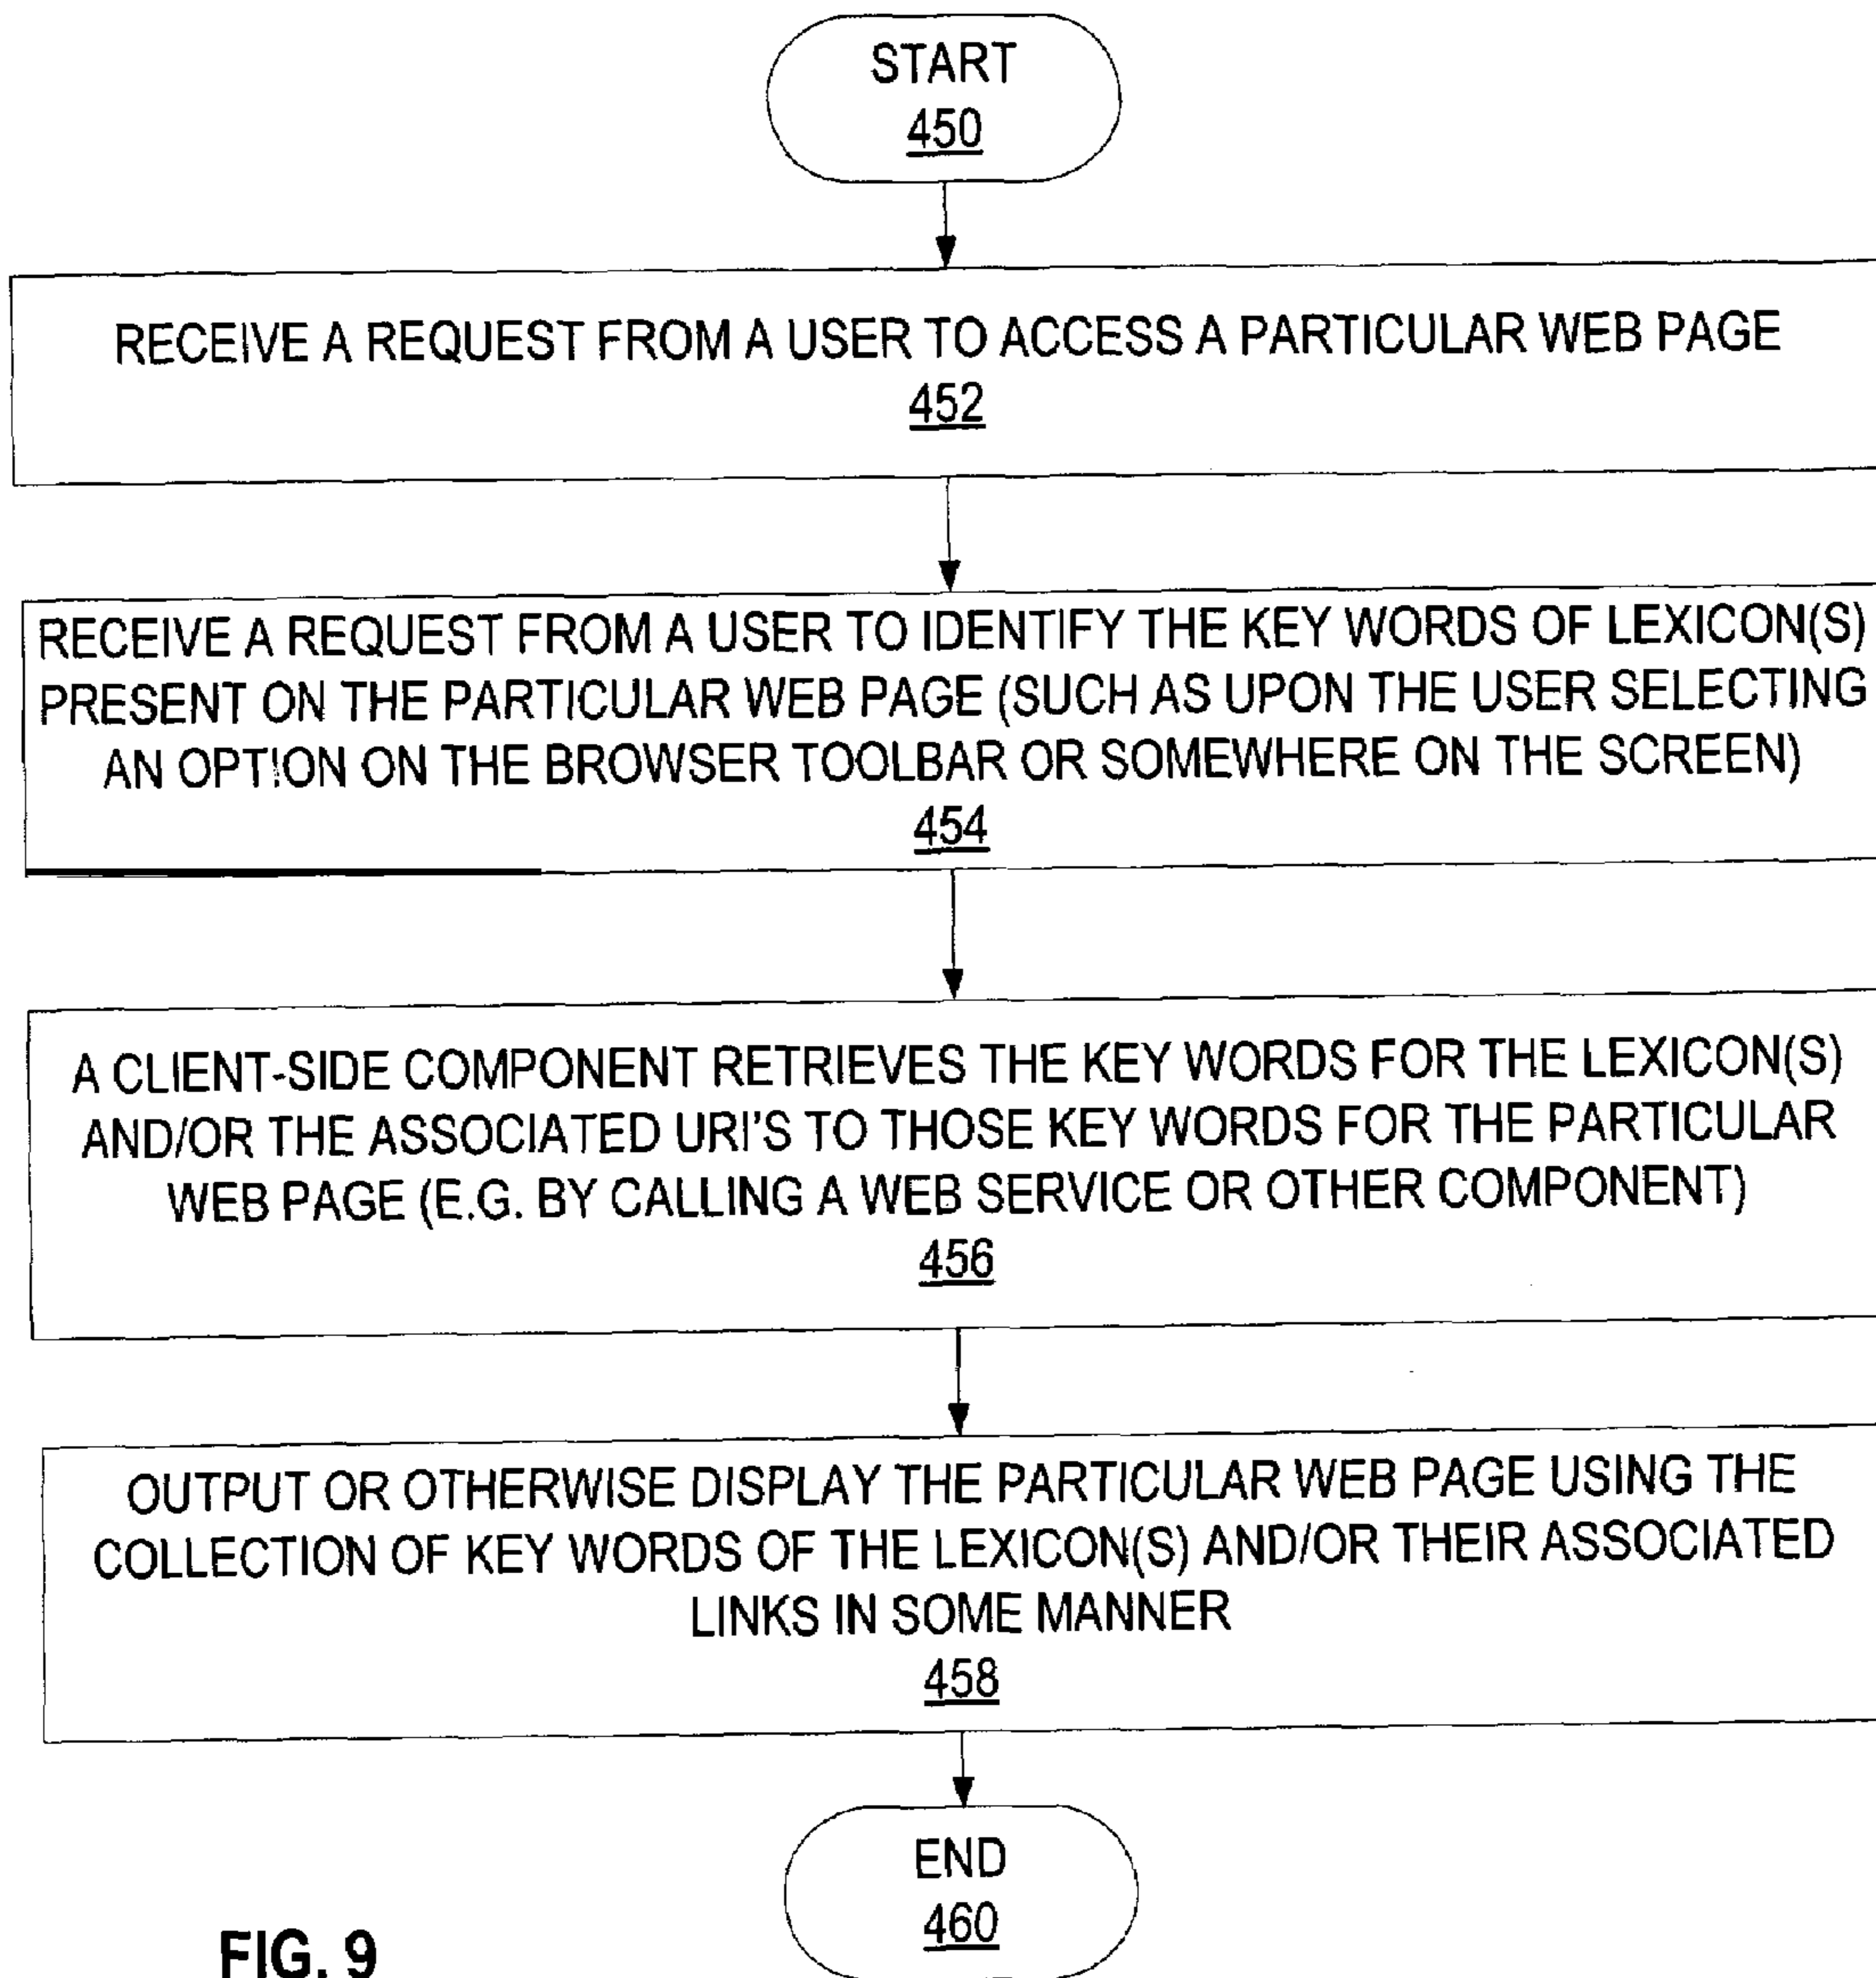 START
450
RECEIVE A REQUEST FROM A USER TO ACCESS A PARTICULAR WEB PAGE
452
RECEIVE A REQUEST FROM A USER TO IDENTIFY THE KEY WORDS OF LEXICON(S)
PRESENT ON THE PARTICULAR WEB PAGE (SUCH AS UPON THE USER SELECTING
AN OPTION ON THE BROWSER TOOLBAR OR SOMEWHERE ON THE SCREEN)
454
A CLIENT-SIDE COMPONENT RETRIEVES THE KEY WORDS FOR THE LEXICON(S)
AND/OR THE ASSOCIATED URI'S TO THOSE KEY WORDS FOR THE PARTICULAR
WEB PAGE (E.G. BY CALLING A WEB SERVICE OR OTHER COMPONENT)
456
OUTPUT OR OTHERWISE DISPLAY THE PARTICULAR WEB PAGE USING THE
COLLECTION OF KEY WORDS OF THE LEXICON(S) AND/OR THEIR ASSOCIATED
LINKS IN SOME MANNER
458
END
460
FIG. 9